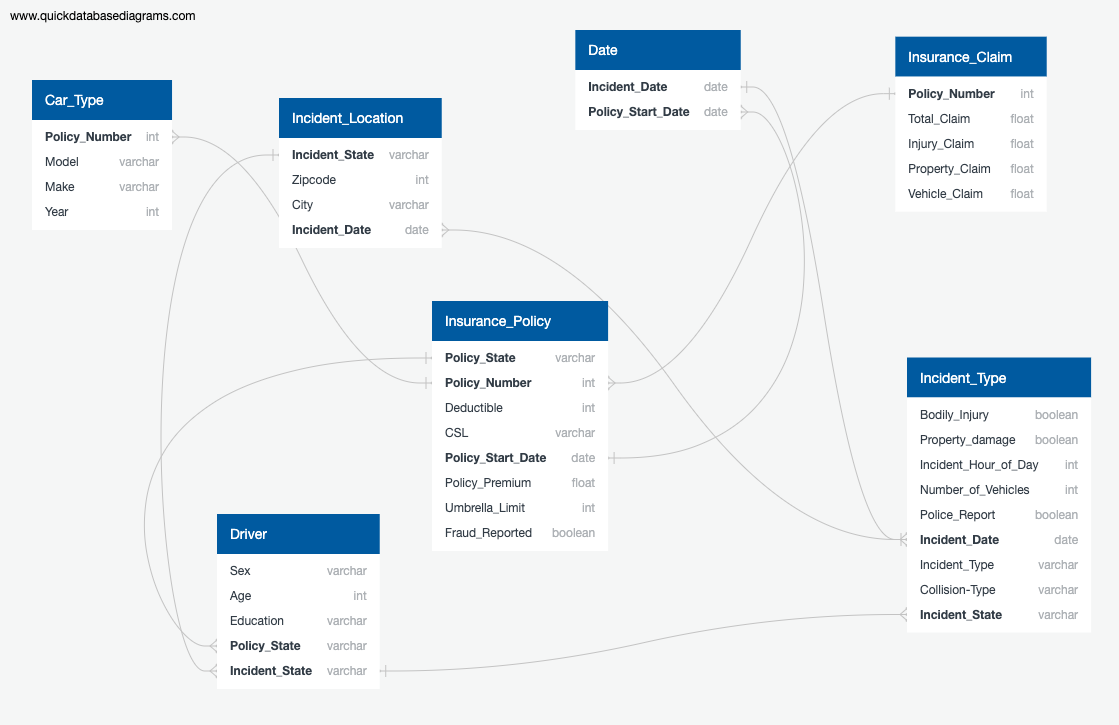 www.quickdatabasediagrams.com
Car_Type
Policy_Number int
Model varchar
Make varchar
Year int
Incident_Location
Incident_State varchar
Zipcode int
City varchar
Incident_Date date
Date
Incident_Date date
Policy_Start_Date date
Insurance_Claim
Policy_Number int
Total_Claim float
Injury_Claim float
Property_Claim float
Vehicle_Claim float
Insurance_Policy
Policy_State varchar
Policy_Number int
Deductible int
CSL varchar
Policy_Start_Date date
Policy_Premium float
Umbrella_Limit int
Fraud_Reported boolean
Incident_Type
Bodily_Injury boolean
Property_damage boolean
Incident_Hour_of_Day int
Number_of_Vehicles int
Police_Report boolean
Incident_Date date
Incident_Type varchar
Collision-Type varchar
Incident_State varchar
Driver
Sex varchar
Age int
Education varchar
Policy_State varchar
Incident_State varchar